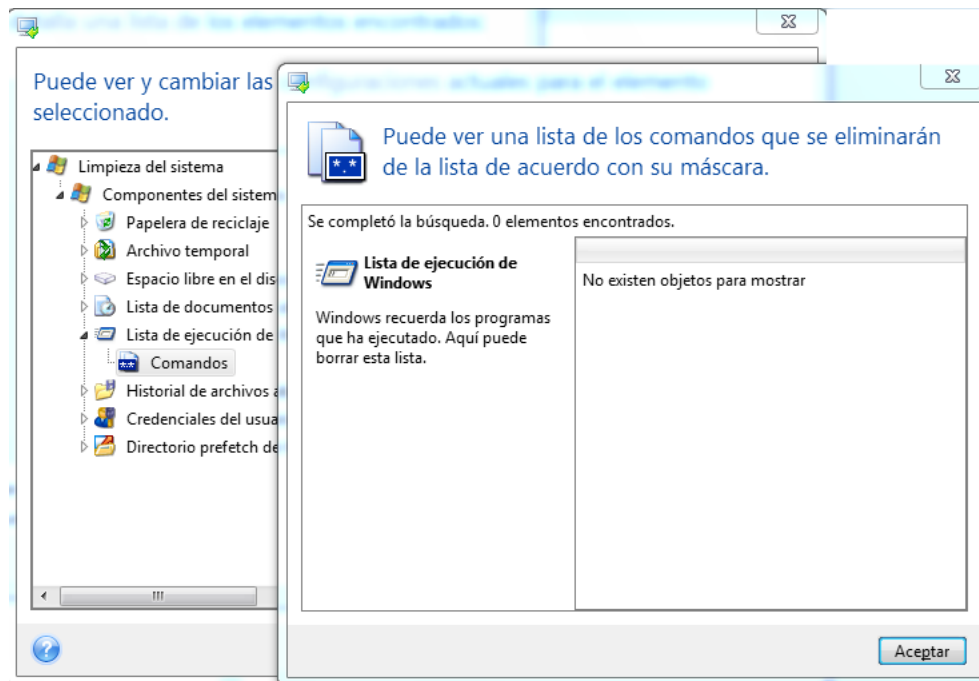 Puede ver y cambiar las
seleccionado.
Limpieza del sistema
Componentes del sistem
Papelera de reciclaje
Archivo temporal
Espacio libre en el dis
Lista de documentos
Lista de ejecución de
Comandos
Historial de archivos a
Credenciales del usua
Directorio prefetch de
Puede ver una lista de los comandos que se eliminarán
de la lista de acuerdo con su máscara.
Se completó la búsqueda. 0 elementos encontrados.
Lista de ejecución de
Windows
Windows recuerda los programas
que ha ejecutado. Aquí puede
borrar esta lista.
No existen objetos para mostrar
Aceptar